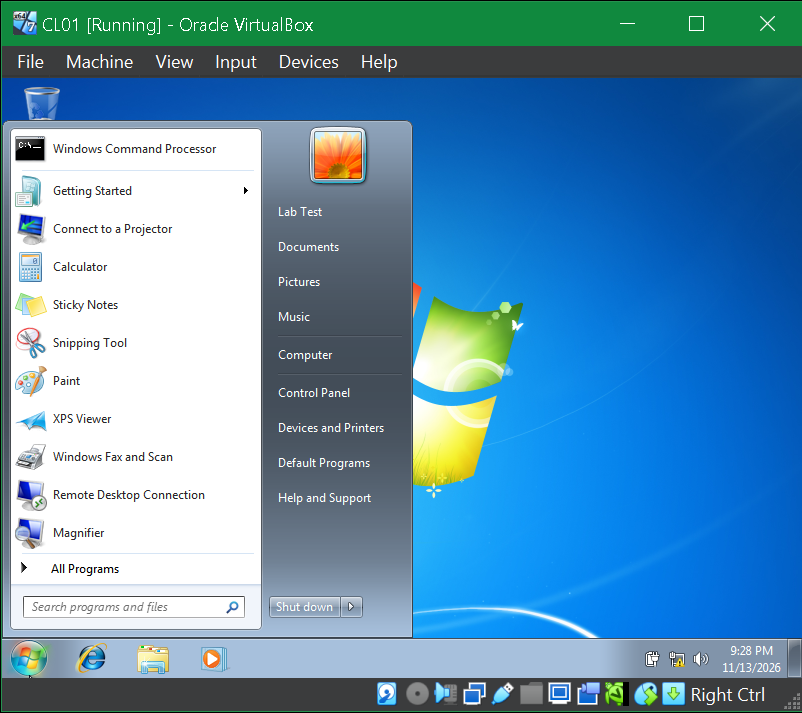 CL01 [Running] - Oracle VirtualBox
File Machine View Input Devices Help
Windows Command Processor
Getting Started
Connect to a Projector
Calculator
Sticky Notes
Snipping Tool
Paint
XPS Viewer
Windows Fax and Scan
Remote Desktop Connection
Magnifier
All Programs
Search programs and files
Lab Test
Documents
Pictures
Music
Computer
Control Panel
Devices and Printers
Default Programs
Help and Support
Shut down
9:28 PM
11/13/2026
Right Ctrl